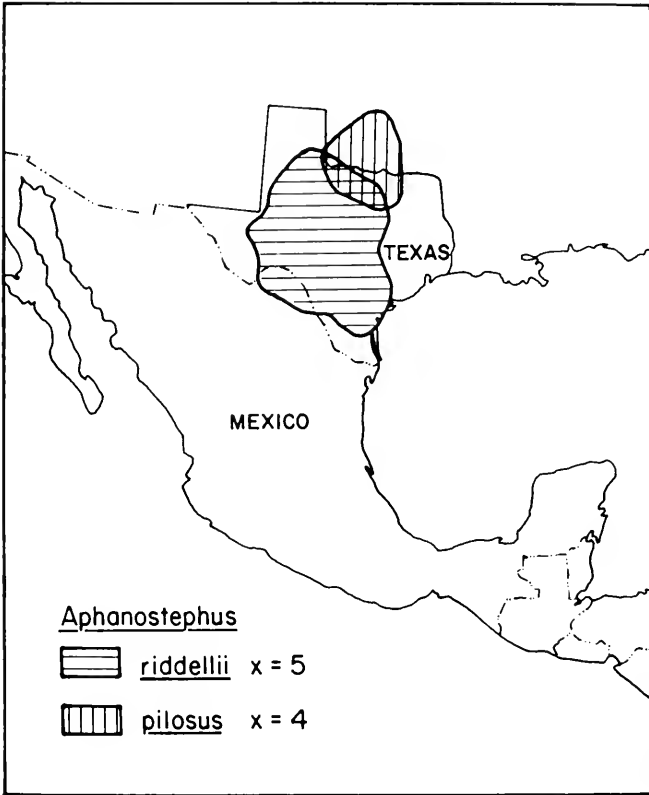 TEXAS
MEXICO
Aphanostephus
riddellii x = 5
pilosus x = 4